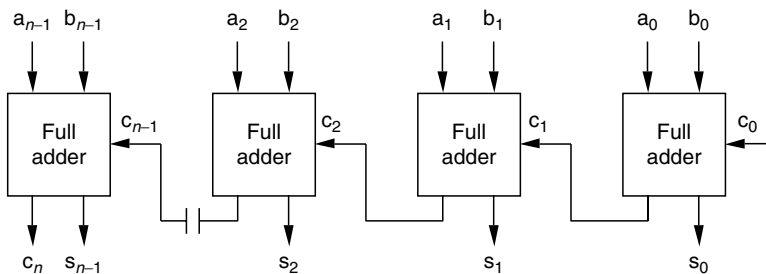 aₙ₋₁ bₙ₋₁ a₂ b₂ a₁ b₁ a₀ b₀
cₙ₋₁ c₂ c₁ c₀
Full adder Full adder Full adder Full adder
cₙ sₙ₋₁ s₂ s₁ s₀